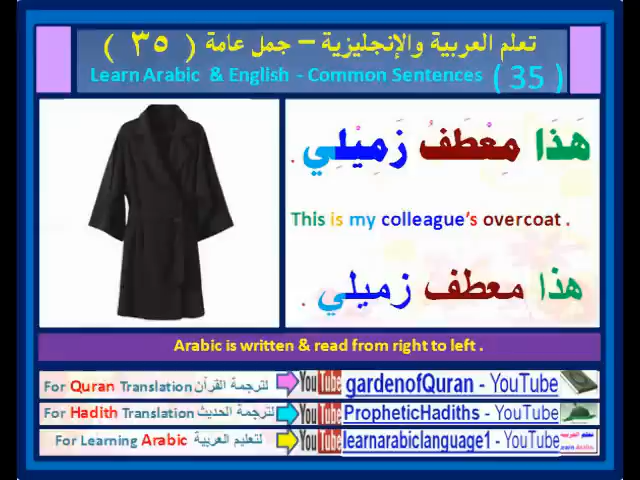 تعلم العربية والإنجليزية – جمل عامة ( ٣٥ )
Learn Arabic & English - Common Sentences ( 35 )
هَذَا مِعْطَفُ زَمِيْلِي .
This is my colleague's overcoat .
هذا معطف زميلي .
Arabic is written & read from right to left .
For Quran Translation لترجمة القرآن YouTube gardenofQuran - YouTube
For Hadith Translation لترجمة الحديث YouTube PropheticHadiths - YouTube
For Learning Arabic لتعليم العربية YouTube learnarabiclanguage1 - YouTube